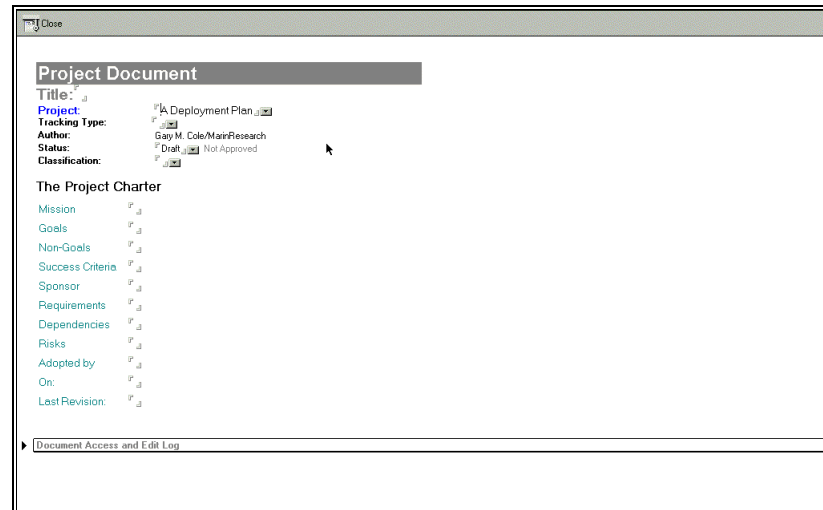 Close
Project Document
Title:
Project: A Deployment Plan
Tracking Type:
Author: Gary M. Cole/MarinResearch
Status: Draft Not Approved
Classification:
The Project Charter
Mission
Goals
Non-Goals
Success Criteria
Sponsor
Requirements
Dependencies
Risks
Adopted by
On:
Last Revision:
Document Access and Edit Log